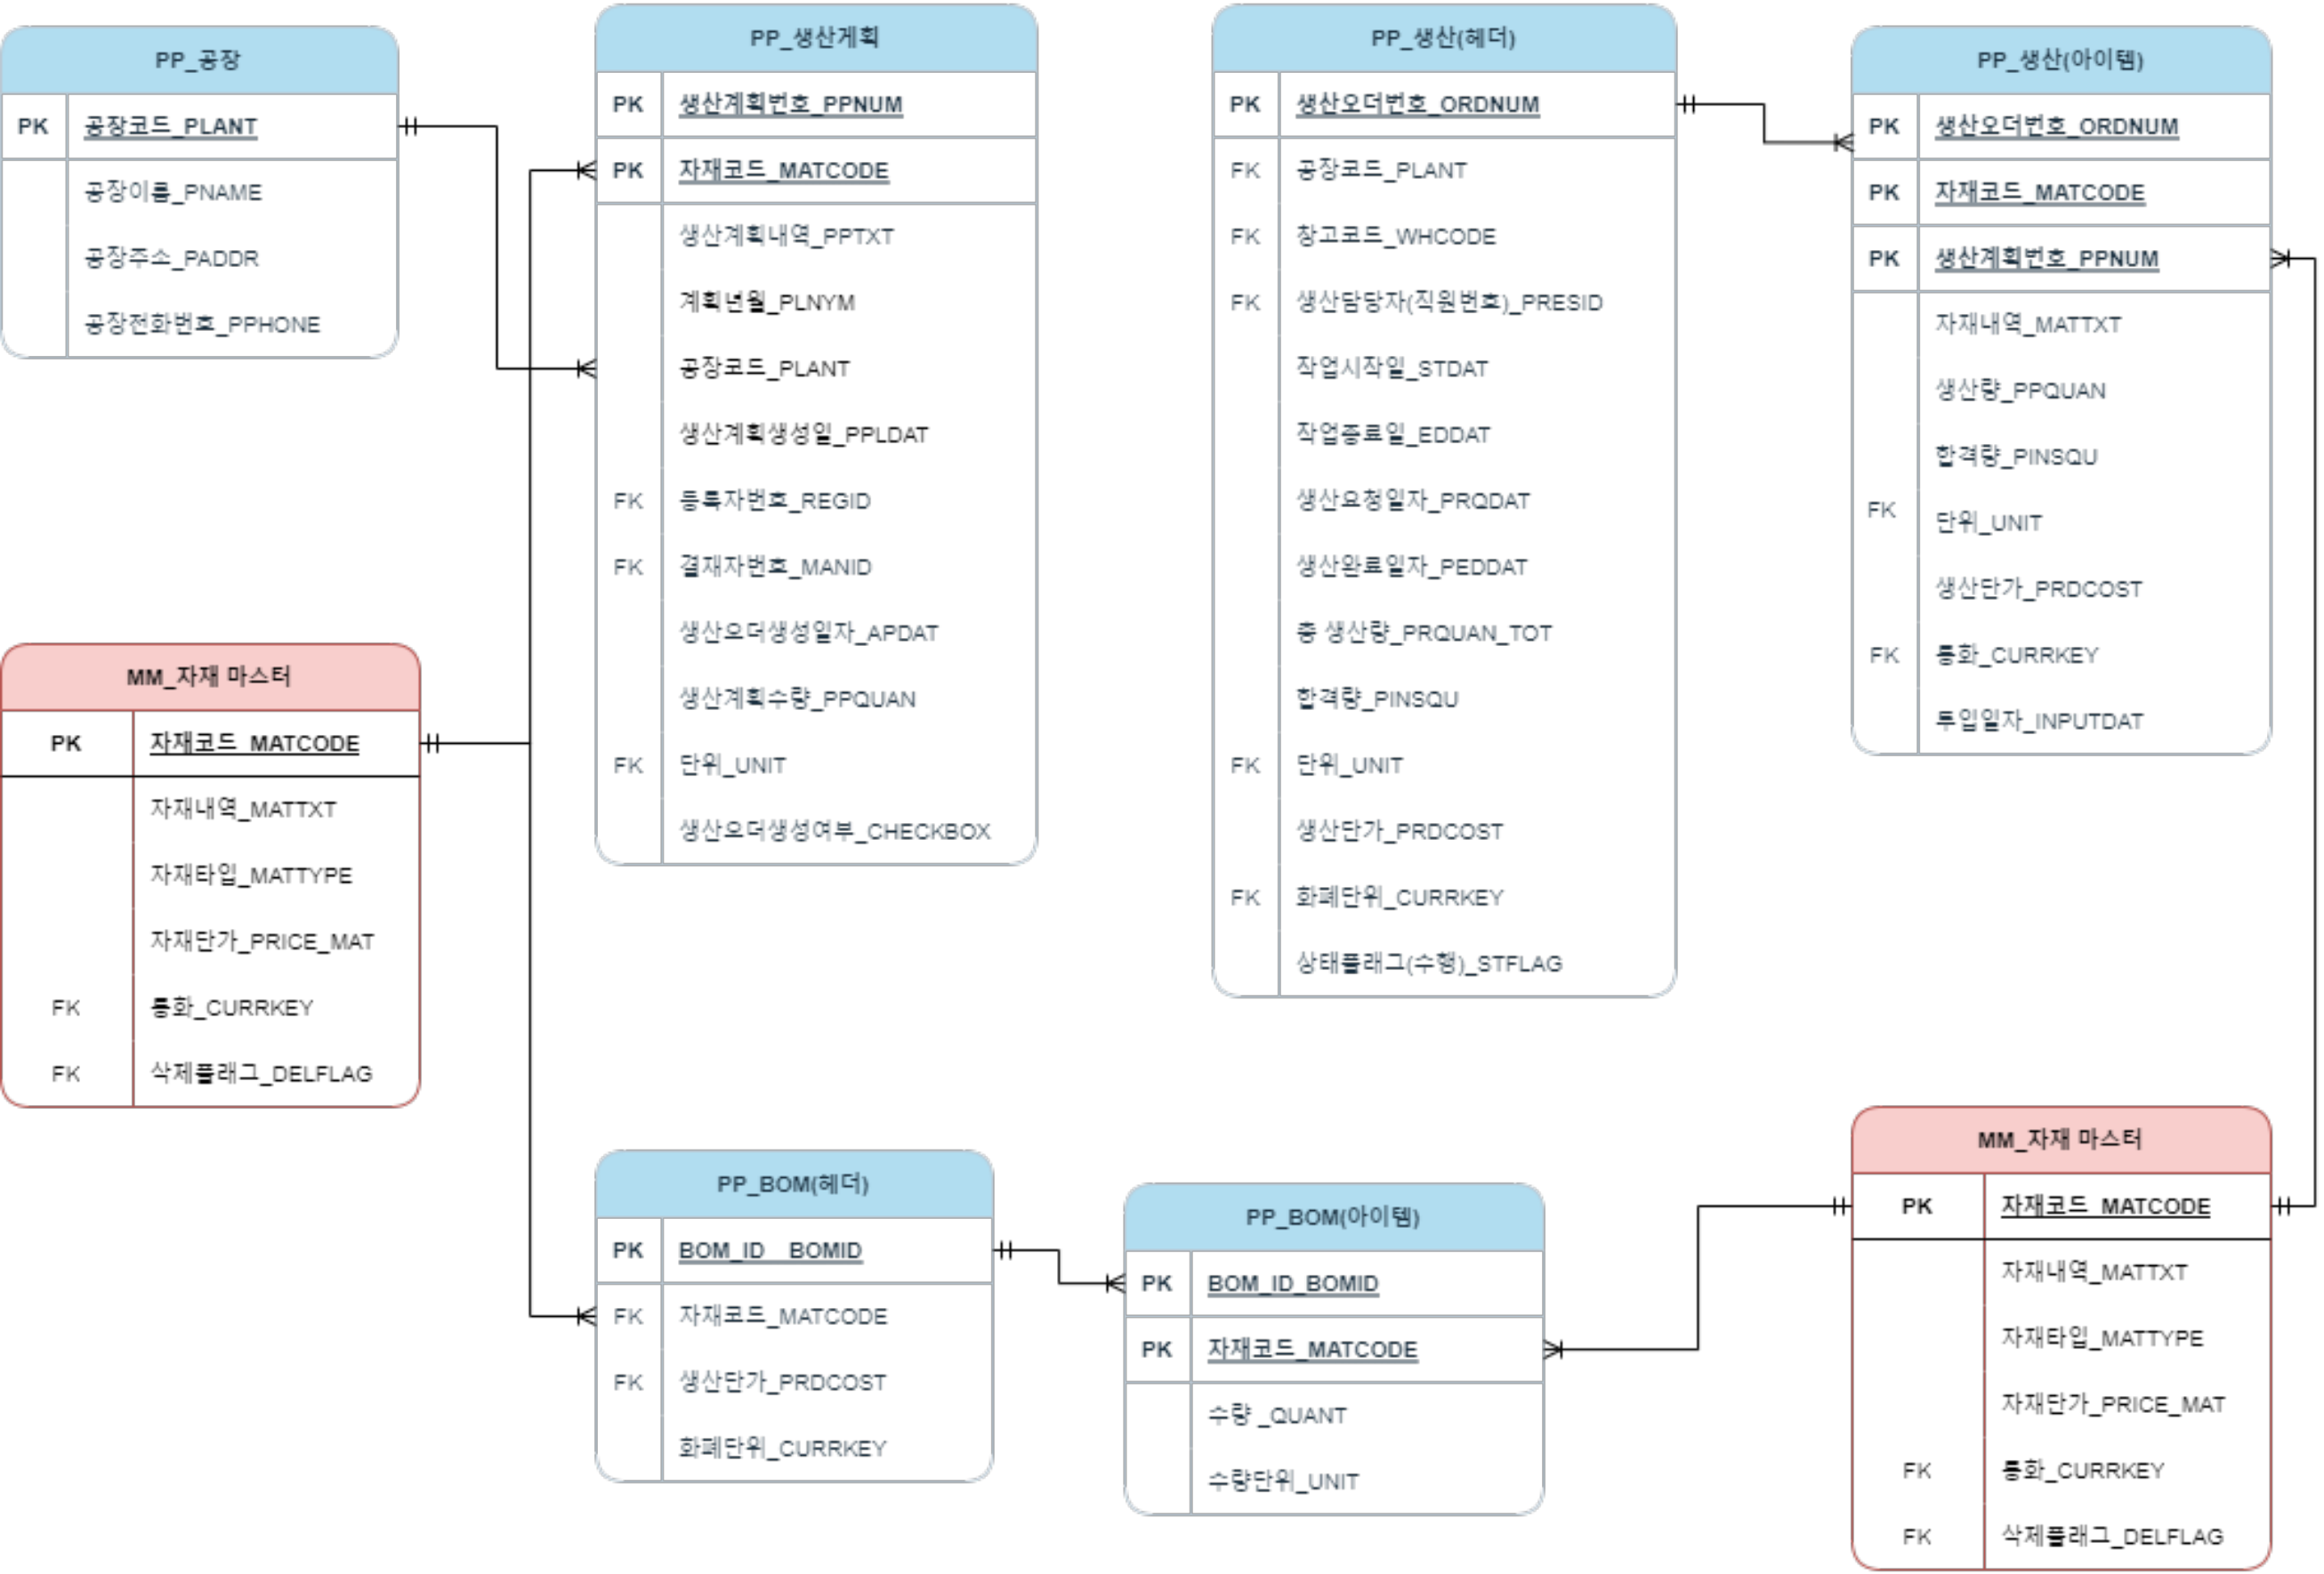 PP_공장
PK 공장코드_PLANT
공장이름_PNAME
공장주소_PADDR
공장전화번호_PPHONE
PP_생산게획
PK 생산계획번호_PPNUM
PK 자재코드_MATCODE
생산계획내역_PPTXT
계획년월_PLNYM
공장코드_PLANT
생산계획생성일_PPLDAT
FK 등록자번호_REGID
FK 결재자번호_MANID
생산오더생성일자_APDAT
생산계획수량_PPQUAN
FK 단위_UNIT
생산오더생성여부_CHECKBOX
PP_생산(헤더)
PK 생산오더번호_ORDNUM
FK 공장코드_PLANT
FK 창고코드_WHCODE
FK 생산담당자(직원번호)_PRESID
작업시작일_STDAT
작업종료일_EDDAT
생산요청일자_PRQDAT
생산완료일자_PEDDAT
총 생산량_PRQUAN_TOT
합격량_PINSQU
FK 단위_UNIT
생산단가_PRDCOST
FK 화폐단위_CURRKEY
상태플래그(수행)_STFLAG
PP_생산(아이템)
PK 생산오더번호_ORDNUM
PK 자재코드_MATCODE
PK 생산계획번호_PPNUM
자재내역_MATTXT
생산량_PPQUAN
합격량_PINSQU
FK 단위_UNIT
생산단가_PRDCOST
FK 통화_CURRKEY
투입일자_INPUTDAT
MM_자재 마스터
PK 자재코드_MATCODE
자재내역_MATTXT
자재타입_MATTYPE
자재단가_PRICE_MAT
FK 통화_CURRKEY
FK 삭제플래그_DELFLAG
PP_BOM(헤더)
PK BOM_ID__BOMID
FK 자재코드_MATCODE
FK 생산단가_PRDCOST
화폐단위_CURRKEY
PP_BOM(아이템)
PK BOM_ID_BOMID
PK 자재코드_MATCODE
수량 _QUANT
수량단위_UNIT
MM_자재 마스터
PK 자재코드_MATCODE
자재내역_MATTXT
자재타입_MATTYPE
자재단가_PRICE_MAT
FK 통화_CURRKEY
FK 삭제플래그_DELFLAG